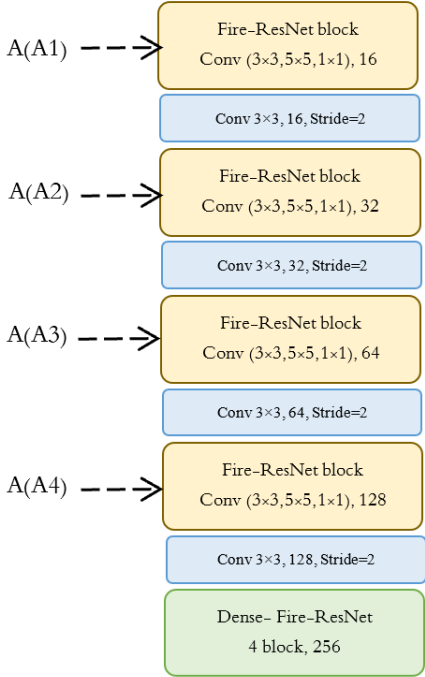 A(A1)
Fire-ResNet block
Conv (3×3,5×5,1×1), 16
Conv 3×3, 16, Stride=2
A(A2)
Fire-ResNet block
Conv (3×3,5×5,1×1), 32
Conv 3×3, 32, Stride=2
A(A3)
Fire-ResNet block
Conv (3×3,5×5,1×1), 64
Conv 3×3, 64, Stride=2
A(A4)
Fire-ResNet block
Conv (3×3,5×5,1×1), 128
Conv 3×3, 128, Stride=2
Dense- Fire-ResNet
4 block, 256